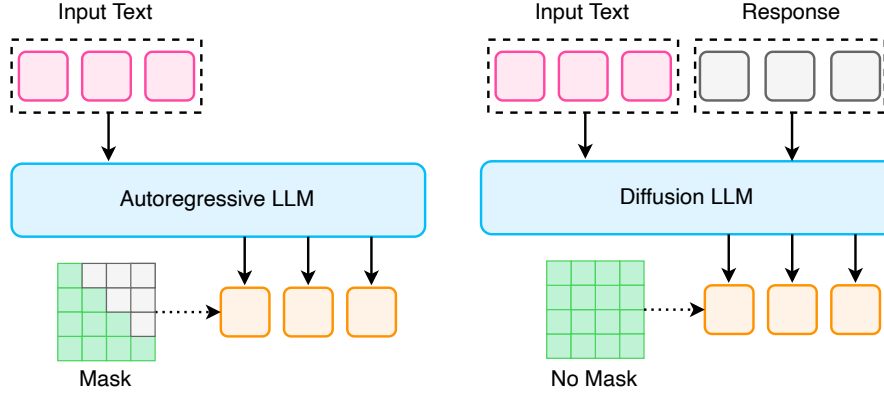 Input Text
Autoregressive LLM
Mask
Input Text
Response
Diffusion LLM
No Mask